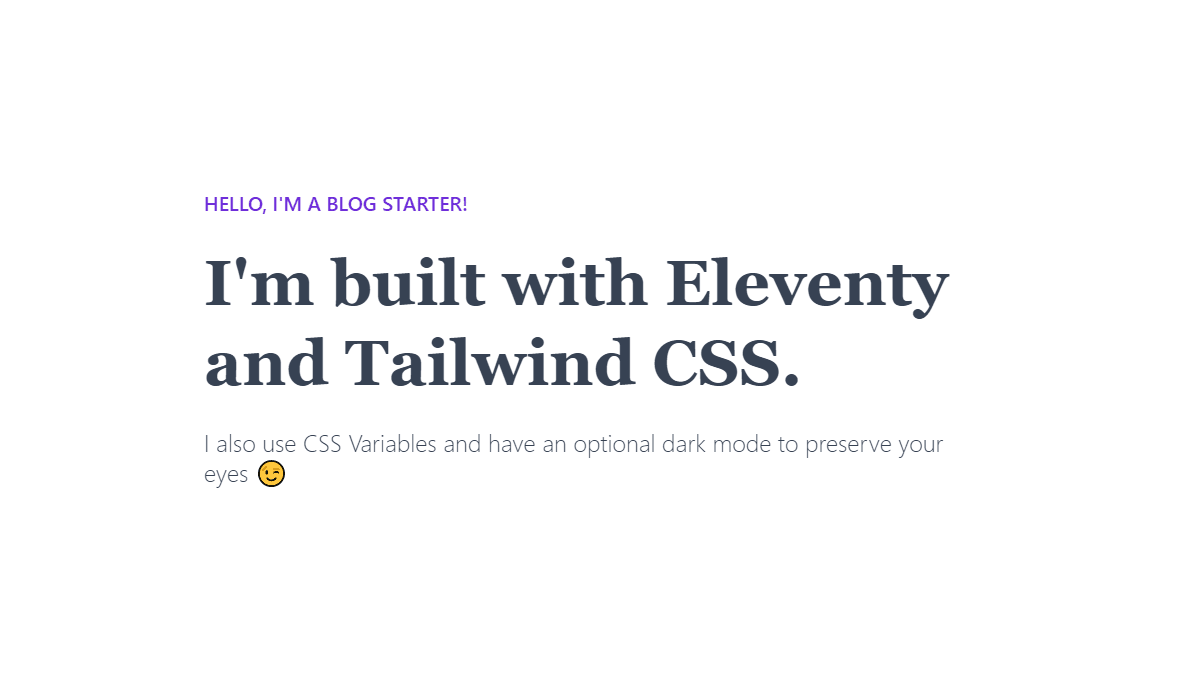 HELLO, I'M A BLOG STARTER!
I'm built with Eleventy
and Tailwind CSS.
I also use CSS Variables and have an optional dark mode to preserve your
eyes 😉